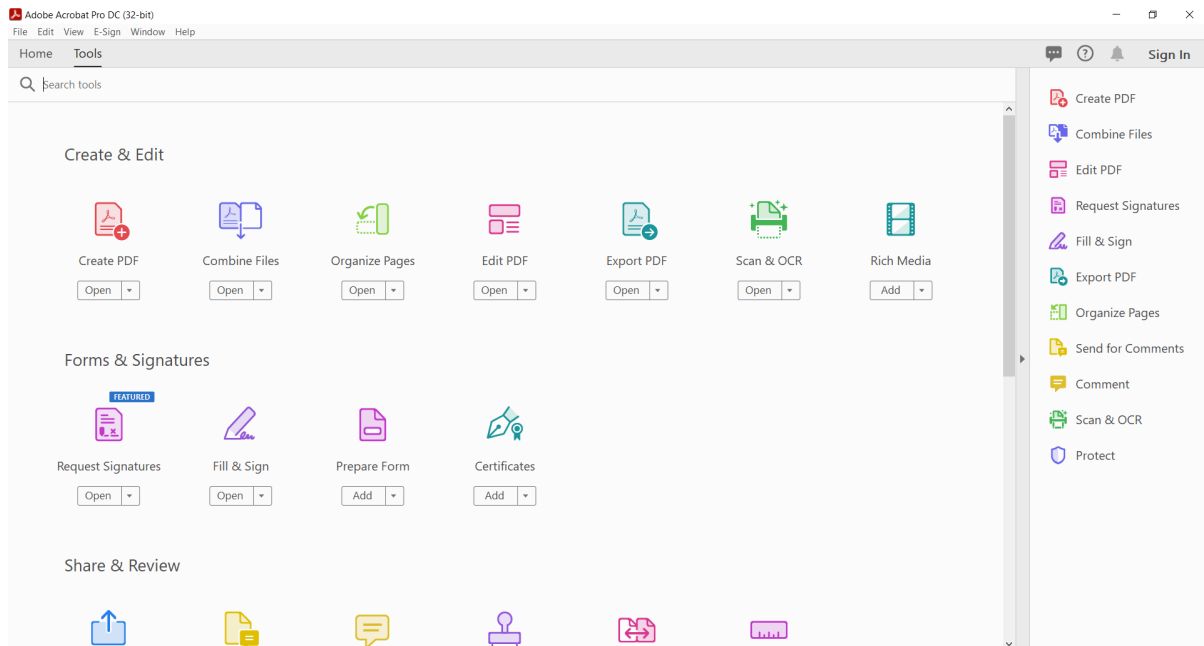 Adobe Acrobat Pro DC (32-bit)
File Edit View E-Sign Window Help
Home Tools
Sign In
Search tools
Create & Edit
Create PDF Combine Files Organize Pages Edit PDF Export PDF Scan & OCR Rich Media
Open Open Open Open Open Open Add
Forms & Signatures
FEATURED
Request Signatures Fill & Sign Prepare Form Certificates
Open Open Add Add
Share & Review
Create PDF
Combine Files
Edit PDF
Request Signatures
Fill & Sign
Export PDF
Organize Pages
Send for Comments
Comment
Scan & OCR
Protect